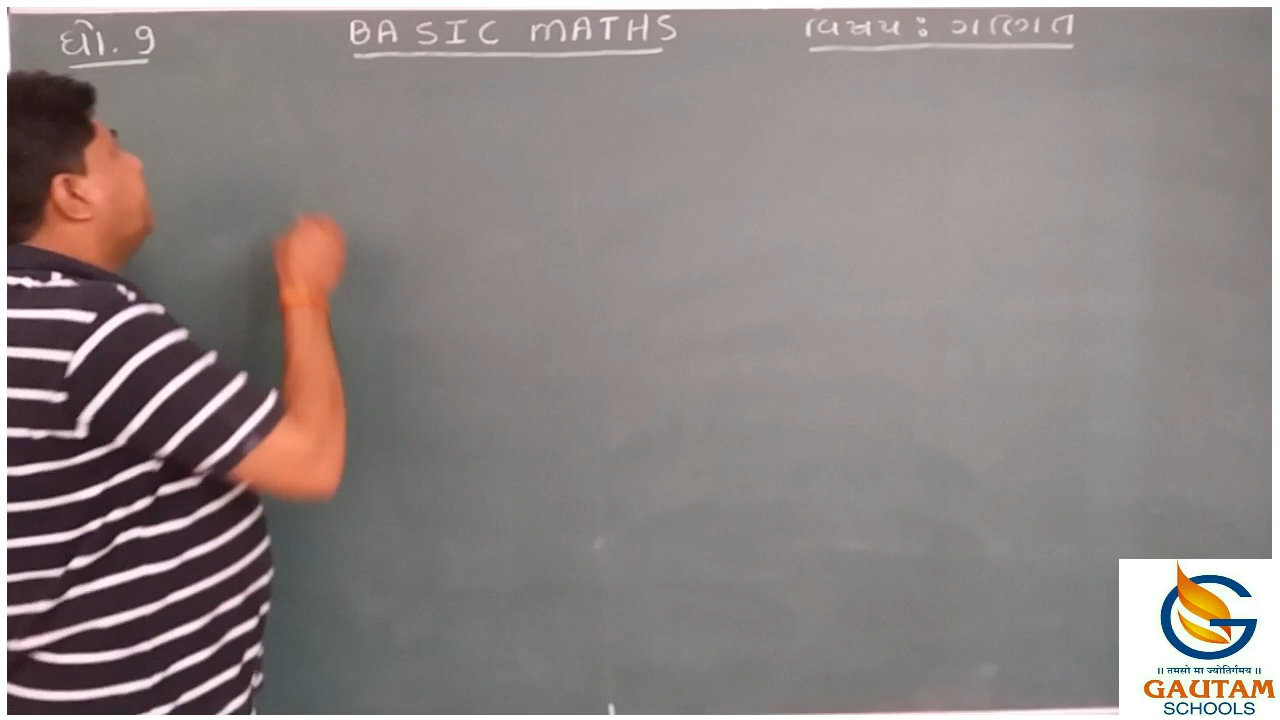 ધો. 9 BASIC MATHS વિષય : ગણિત
|| तमसो मा ज्योतिर्गमय ||
GAUTAM
SCHOOLS